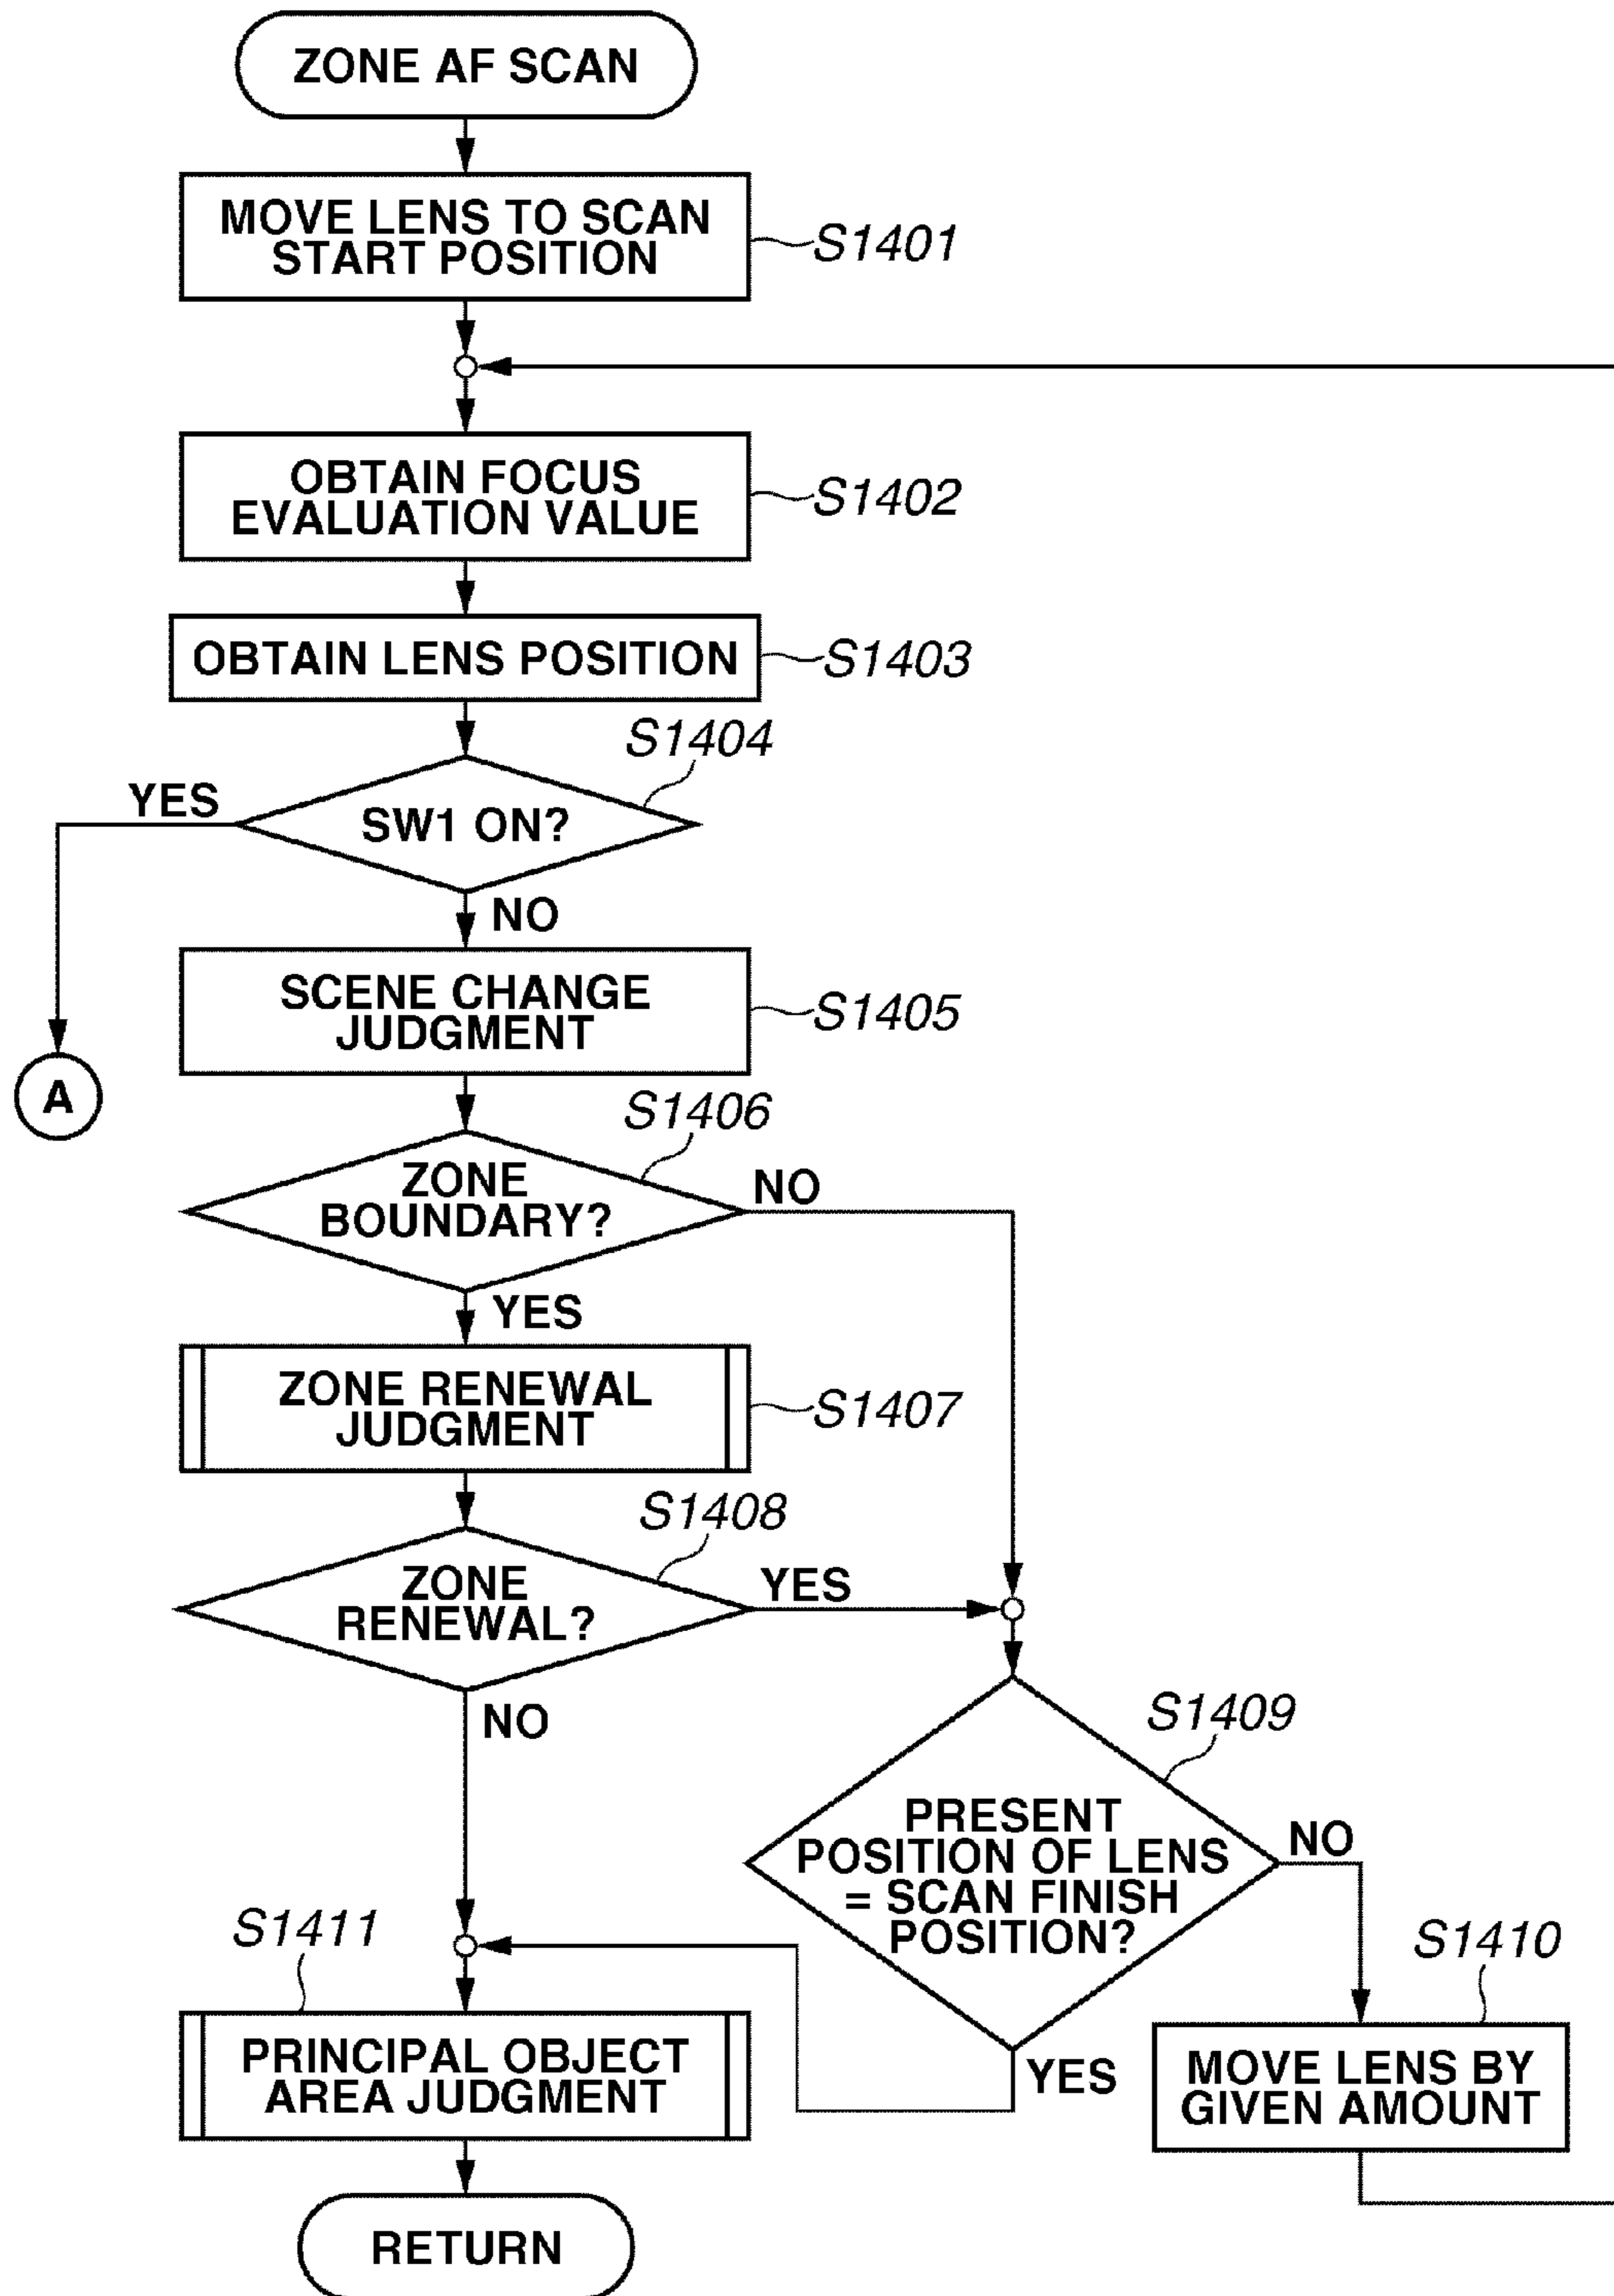 ZONE AF SCAN
MOVE LENS TO SCAN
START POSITION
S1401
OBTAIN FOCUS
EVALUATION VALUE
S1402
OBTAIN LENS POSITION
S1403
S1404
YES
SW1 ON?
NO
A
SCENE CHANGE
JUDGMENT
S1405
S1406
ZONE
BOUNDARY?
NO
YES
ZONE RENEWAL
JUDGMENT
S1407
S1408
ZONE
RENEWAL?
YES
NO
S1409
PRESENT
POSITION OF LENS
= SCAN FINISH
POSITION?
NO
YES
S1410
MOVE LENS BY
GIVEN AMOUNT
S1411
PRINCIPAL OBJECT
AREA JUDGMENT
RETURN